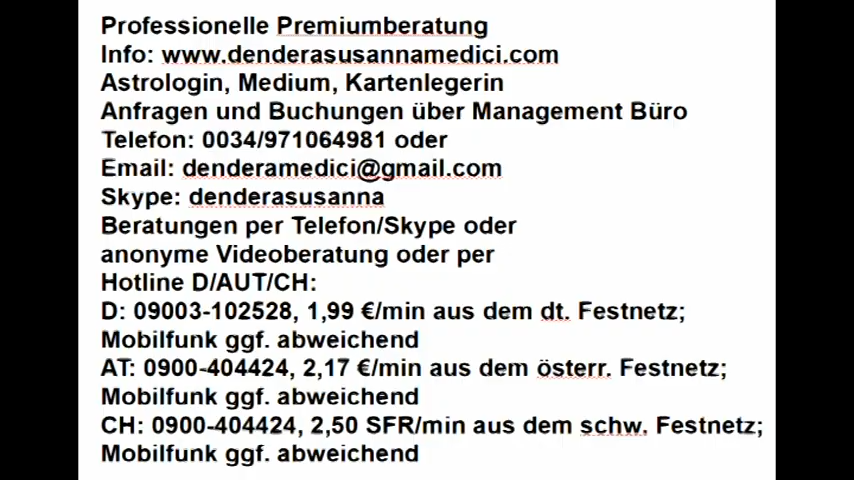 Professionelle Premiumberatung
Info: www.denderasusannamedici.com
Astrologin, Medium, Kartenlegerin
Anfragen und Buchungen über Management Büro
Telefon: 0034/971064981 oder
Email: denderamedici@gmail.com
Skype: denderasusanna
Beratungen per Telefon/Skype oder
anonyme Videoberatung oder per
Hotline D/AUT/CH:
D: 09003-102528, 1,99 €/min aus dem dt. Festnetz;
Mobilfunk ggf. abweichend
AT: 0900-404424, 2,17 €/min aus dem österr. Festnetz;
Mobilfunk ggf. abweichend
CH: 0900-404424, 2,50 SFR/min aus dem schw. Festnetz;
Mobilfunk ggf. abweichend